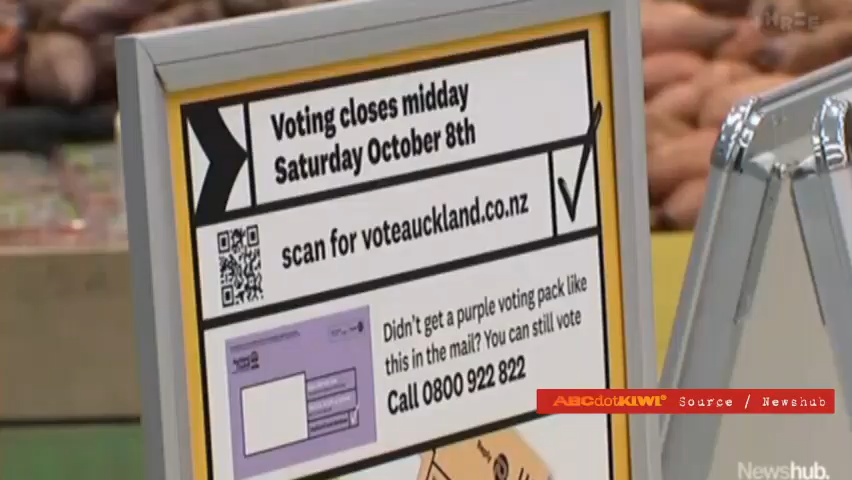 THREE
Voting closes midday
Saturday October 8th
scan for voteauckland.co.nz
Didn't get a purple voting pack like
this in the mail? You can still vote
Call 0800 922 822
ABCdotKIWI Source / Newshub
Newshub.